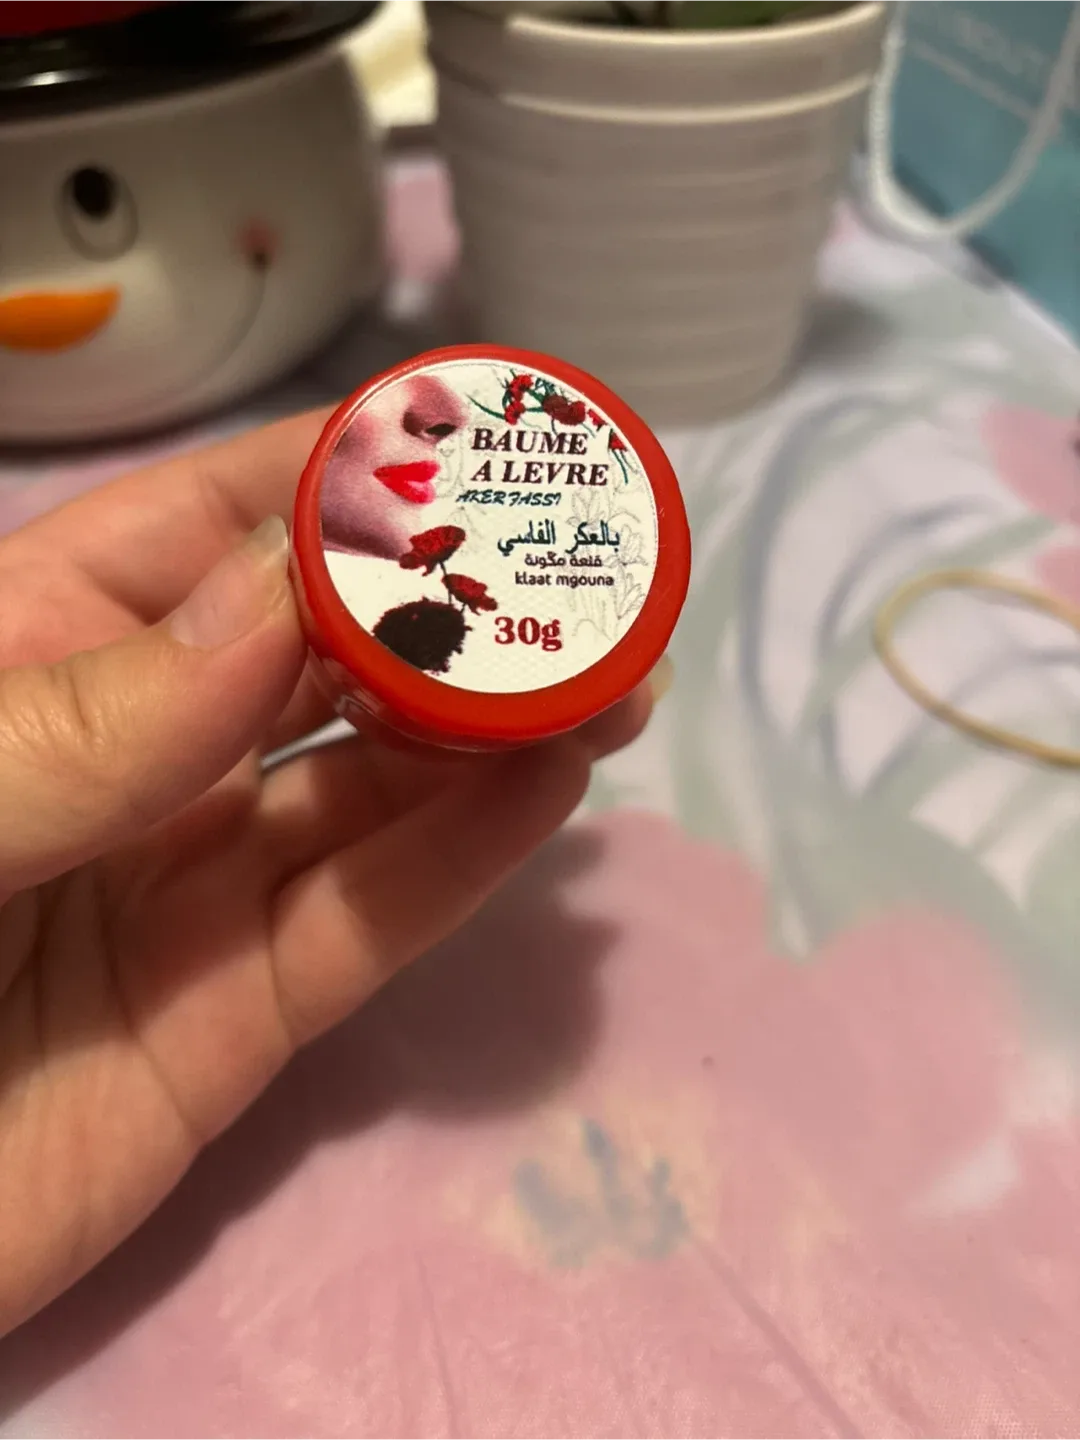 BAUME
A LEVRE
AKER FASSI
بالعكر الفاسي
قلعة مكونة
klaat mgouna
30g